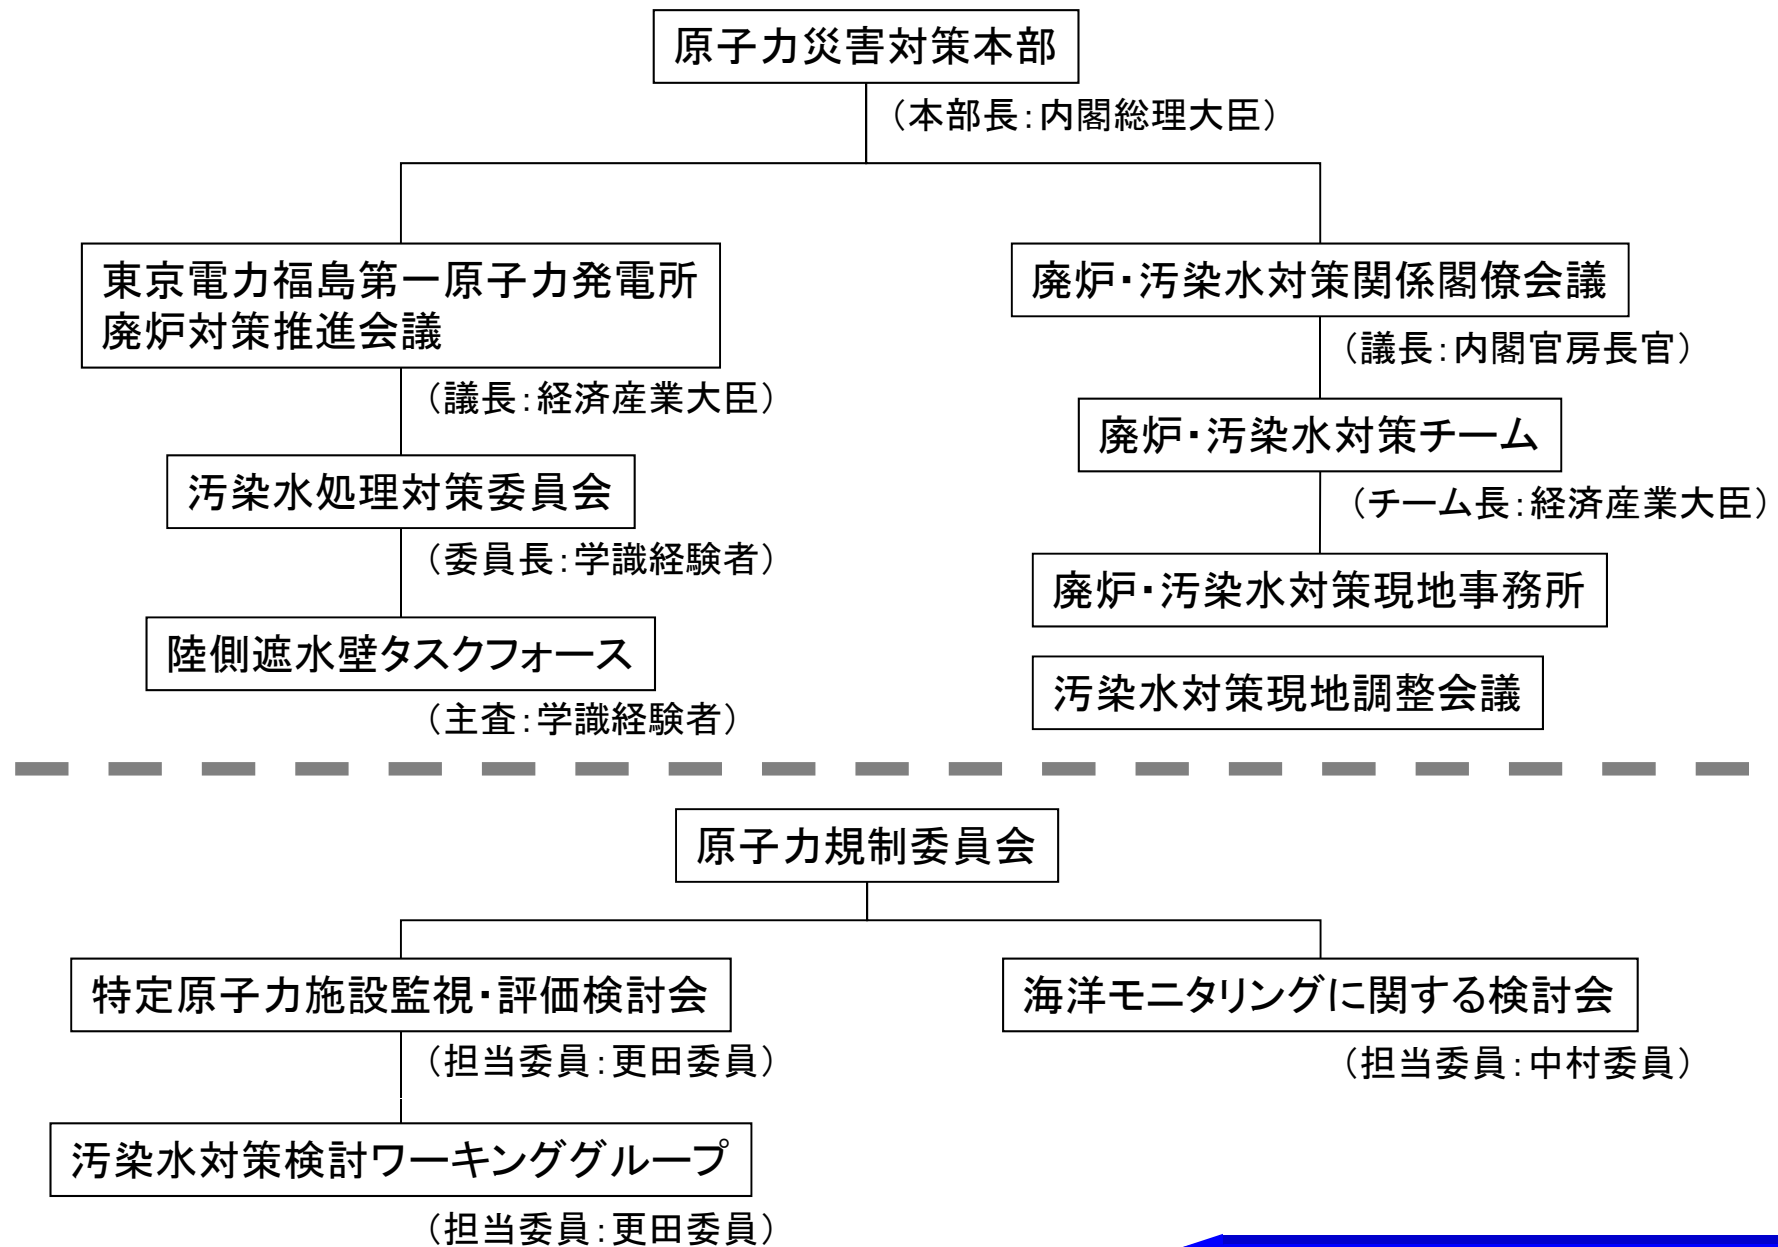 原子力災害対策本部
（本部長：内閣総理大臣）
東京電力福島第一原子力発電所
廃炉対策推進会議
（議長：経済産業大臣）
汚染水処理対策委員会
（委員長：学識経験者）
陸側遮水壁タスクフォース
（主査：学識経験者）
廃炉・汚染水対策関係閣僚会議
（議長：内閣官房長官）
廃炉・汚染水対策チーム
（チーム長：経済産業大臣）
廃炉・汚染水対策現地事務所
汚染水対策現地調整会議
原子力規制委員会
特定原子力施設監視・評価検討会
（担当委員：更田委員）
汚染水対策検討ワーキンググループ
（担当委員：更田委員）
海洋モニタリングに関する検討会
（担当委員：中村委員）